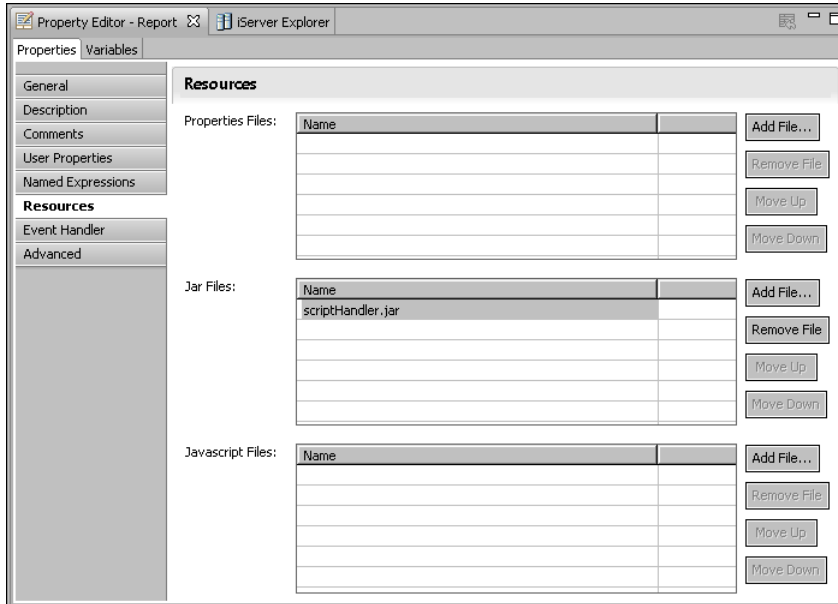 Property Editor - Report
iServer Explorer
Properties
Variables
General
Description
Comments
User Properties
Named Expressions
Resources
Event Handler
Advanced
Resources
Properties Files:
Name
Add File...
Remove File
Move Up
Move Down
Jar Files:
Name
scriptHandler.jar
Add File...
Remove File
Move Up
Move Down
Javascript Files:
Name
Add File...
Remove File
Move Up
Move Down